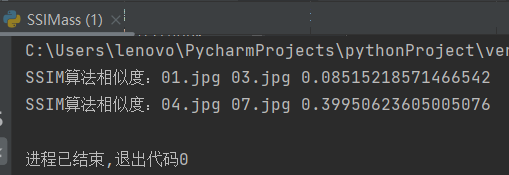 SSIMass (1)
C:\Users\lenovo\PycharmProjects\pythonProject\ven
SSIM算法相似度：01.jpg 03.jpg 0.08515218571466542
SSIM算法相似度：04.jpg 07.jpg 0.39950623605005076
进程已结束,退出代码0